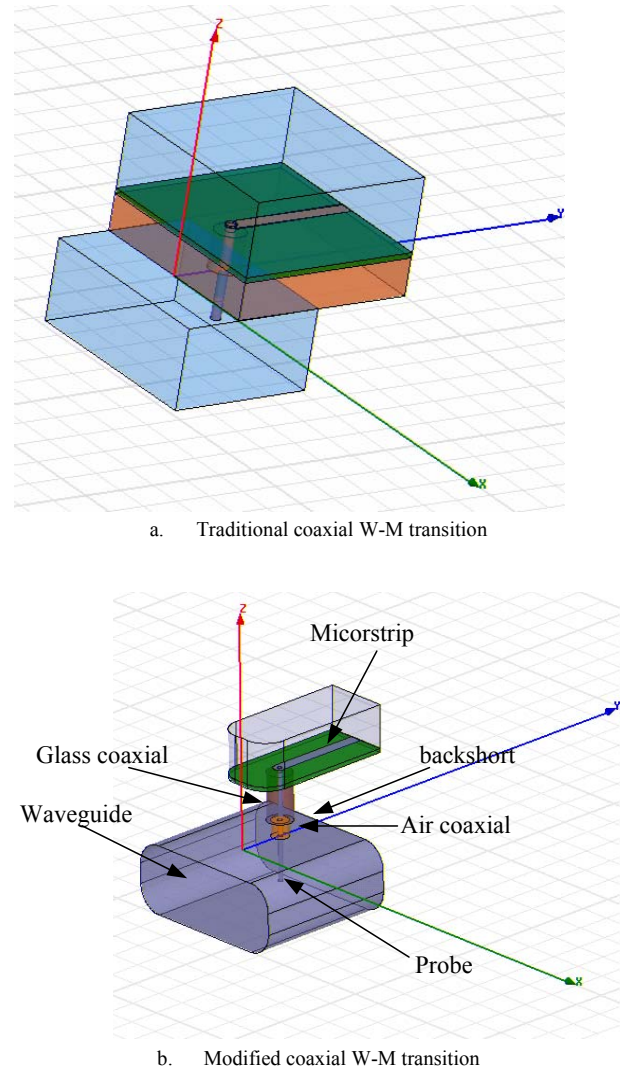 Z
Y
X
a. Traditional coaxial W-M transition
Z
Micorstrip
Y
Glass coaxial
backshort
Waveguide
Air coaxial
Probe
X
b. Modified coaxial W-M transition